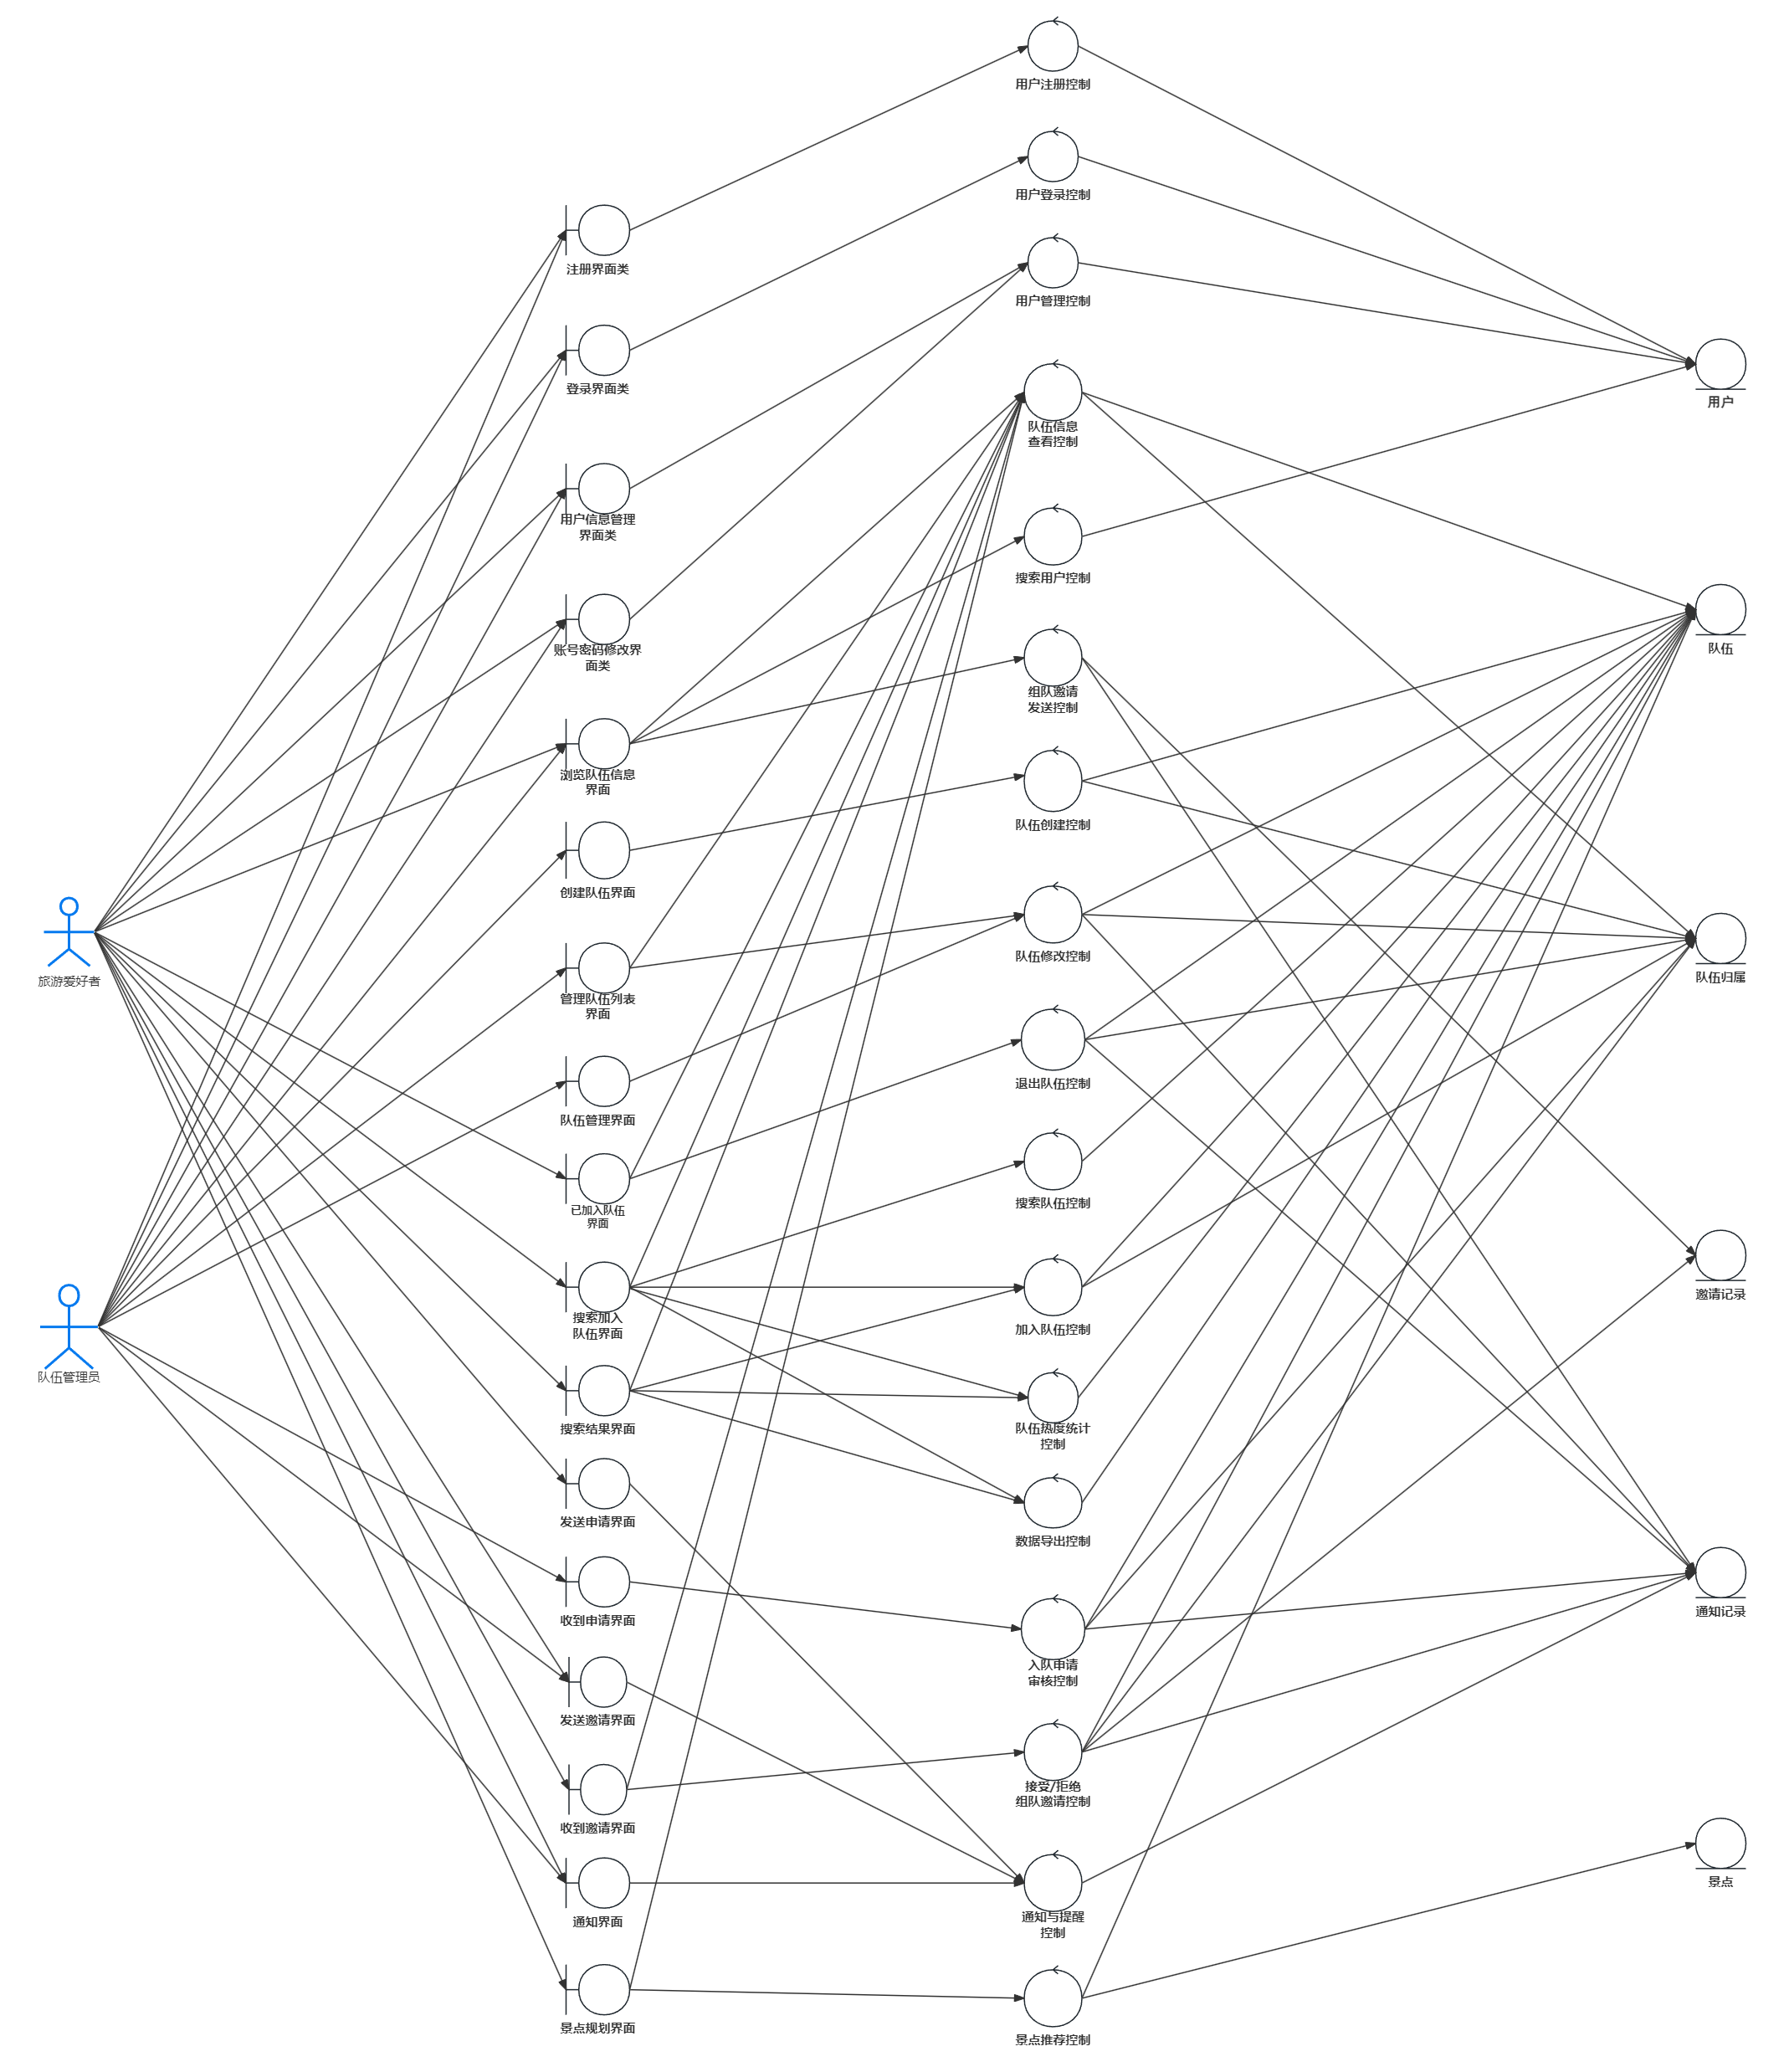 旅游爱好者
队伍管理员
注册界面类
登录界面类
用户信息管理
界面类
账号密码修改界
面类
浏览队伍信息
界面
创建队伍界面
管理队伍列表
界面
队伍管理界面
已加入队伍
界面
搜索加入
队伍界面
搜索结果界面
发送申请界面
收到申请界面
发送邀请界面
收到邀请界面
通知界面
景点规划界面
用户注册控制
用户登录控制
用户管理控制
队伍信息
查看控制
搜索用户控制
组队邀请
发送控制
队伍创建控制
队伍修改控制
退出队伍控制
搜索队伍控制
加入队伍控制
队伍热度统计
控制
数据导出控制
入队申请
审核控制
接受/拒绝
组队邀请控制
通知与提醒
控制
景点推荐控制
用户
队伍
队伍归属
邀请记录
通知记录
景点